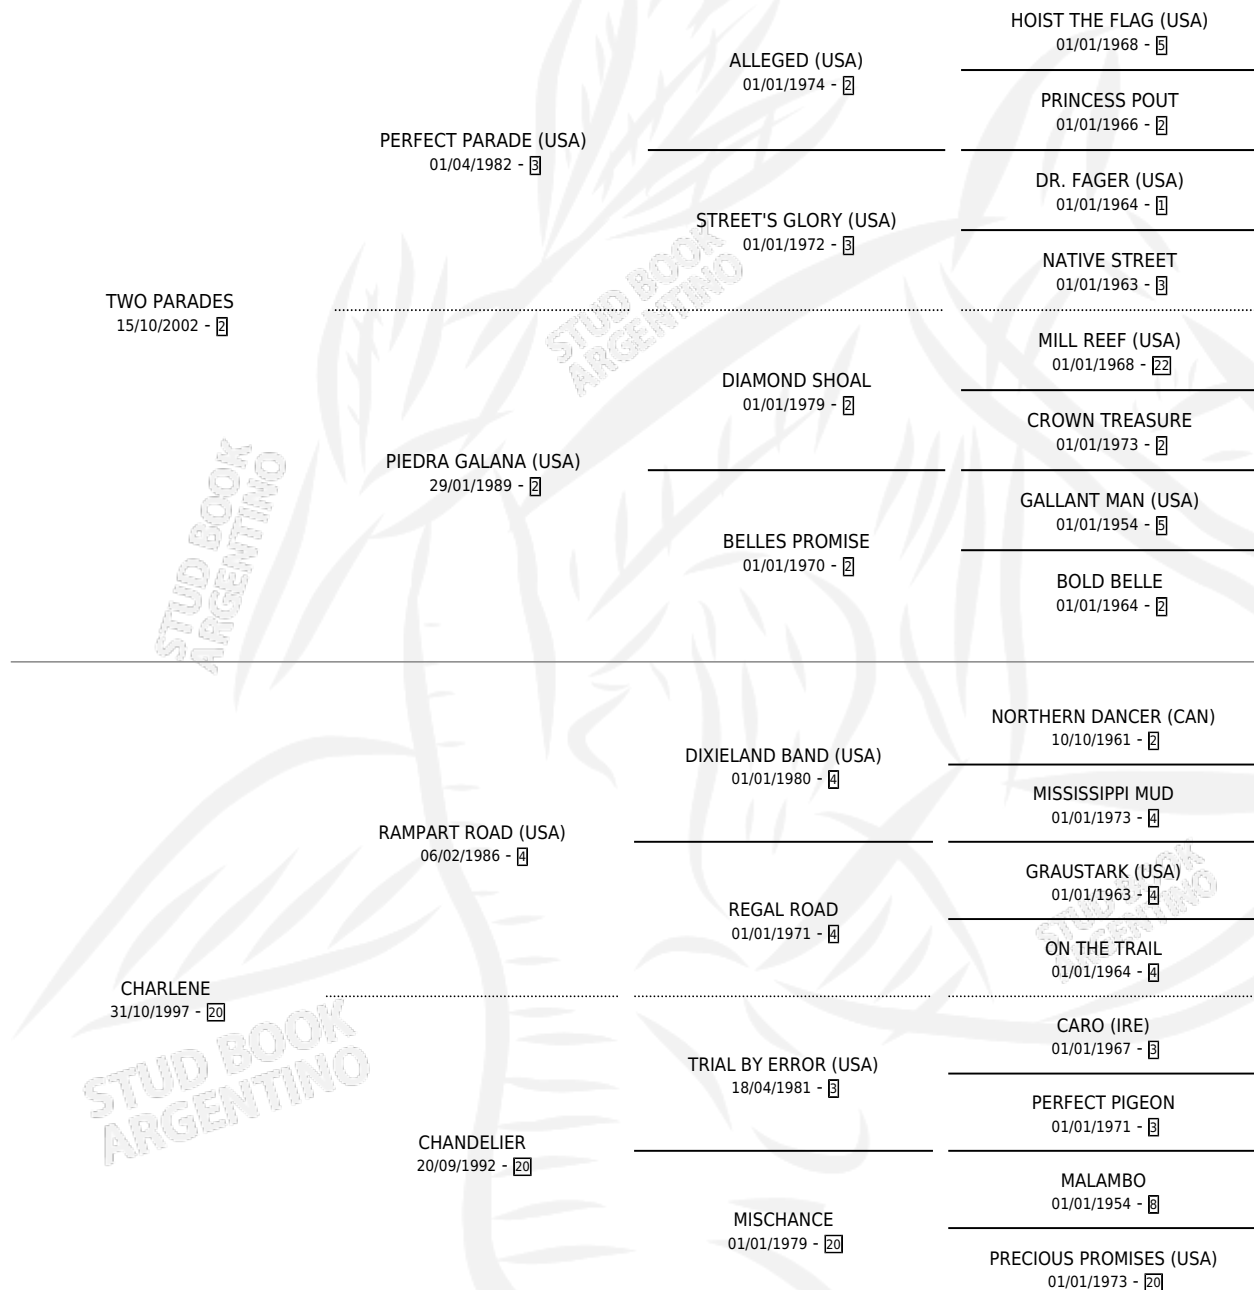 HOIST THE FLAG (USA)
01/01/1968 - 5
ALLEGED (USA)
01/01/1974 - 2
PRINCESS POUT
01/01/1966 - 2
PERFECT PARADE (USA)
01/04/1982 - 3
DR. FAGER (USA)
01/01/1964 - 1
STREET'S GLORY (USA)
01/01/1972 - 3
NATIVE STREET
01/01/1963 - 3
TWO PARADES
15/10/2002 - 2
STUD BOOK
ARGENTINO
MILL REEF (USA)
01/01/1968 - 22
DIAMOND SHOAL
01/01/1979 - 2
CROWN TREASURE
01/01/1973 - 2
PIEDRA GALANA (USA)
29/01/1989 - 2
GALLANT MAN (USA)
01/01/1954 - 5
BELLES PROMISE
01/01/1970 - 2
BOLD BELLE
01/01/1964 - 2
STUD BOOK
ARGENTINO
NORTHERN DANCER (CAN)
10/10/1961 - 2
DIXIELAND BAND (USA)
01/01/1980 - 4
MISSISSIPPI MUD
01/01/1973 - 4
RAMPART ROAD (USA)
06/02/1986 - 4
GRAUSTARK (USA)
01/01/1963 - 4
REGAL ROAD
01/01/1971 - 4
STUD BOOK
ARGENTINO
ON THE TRAIL
01/01/1964 - 4
CHARLENE
31/10/1997 - 20
STUD BOOK
ARGENTINO
CARO (IRE)
01/01/1967 - 3
TRIAL BY ERROR (USA)
18/04/1981 - 3
PERFECT PIGEON
01/01/1971 - 3
CHANDELIER
20/09/1992 - 20
MALAMBO
01/01/1954 - 8
MISCHANCE
01/01/1979 - 20
PRECIOUS PROMISES (USA)
01/01/1973 - 20